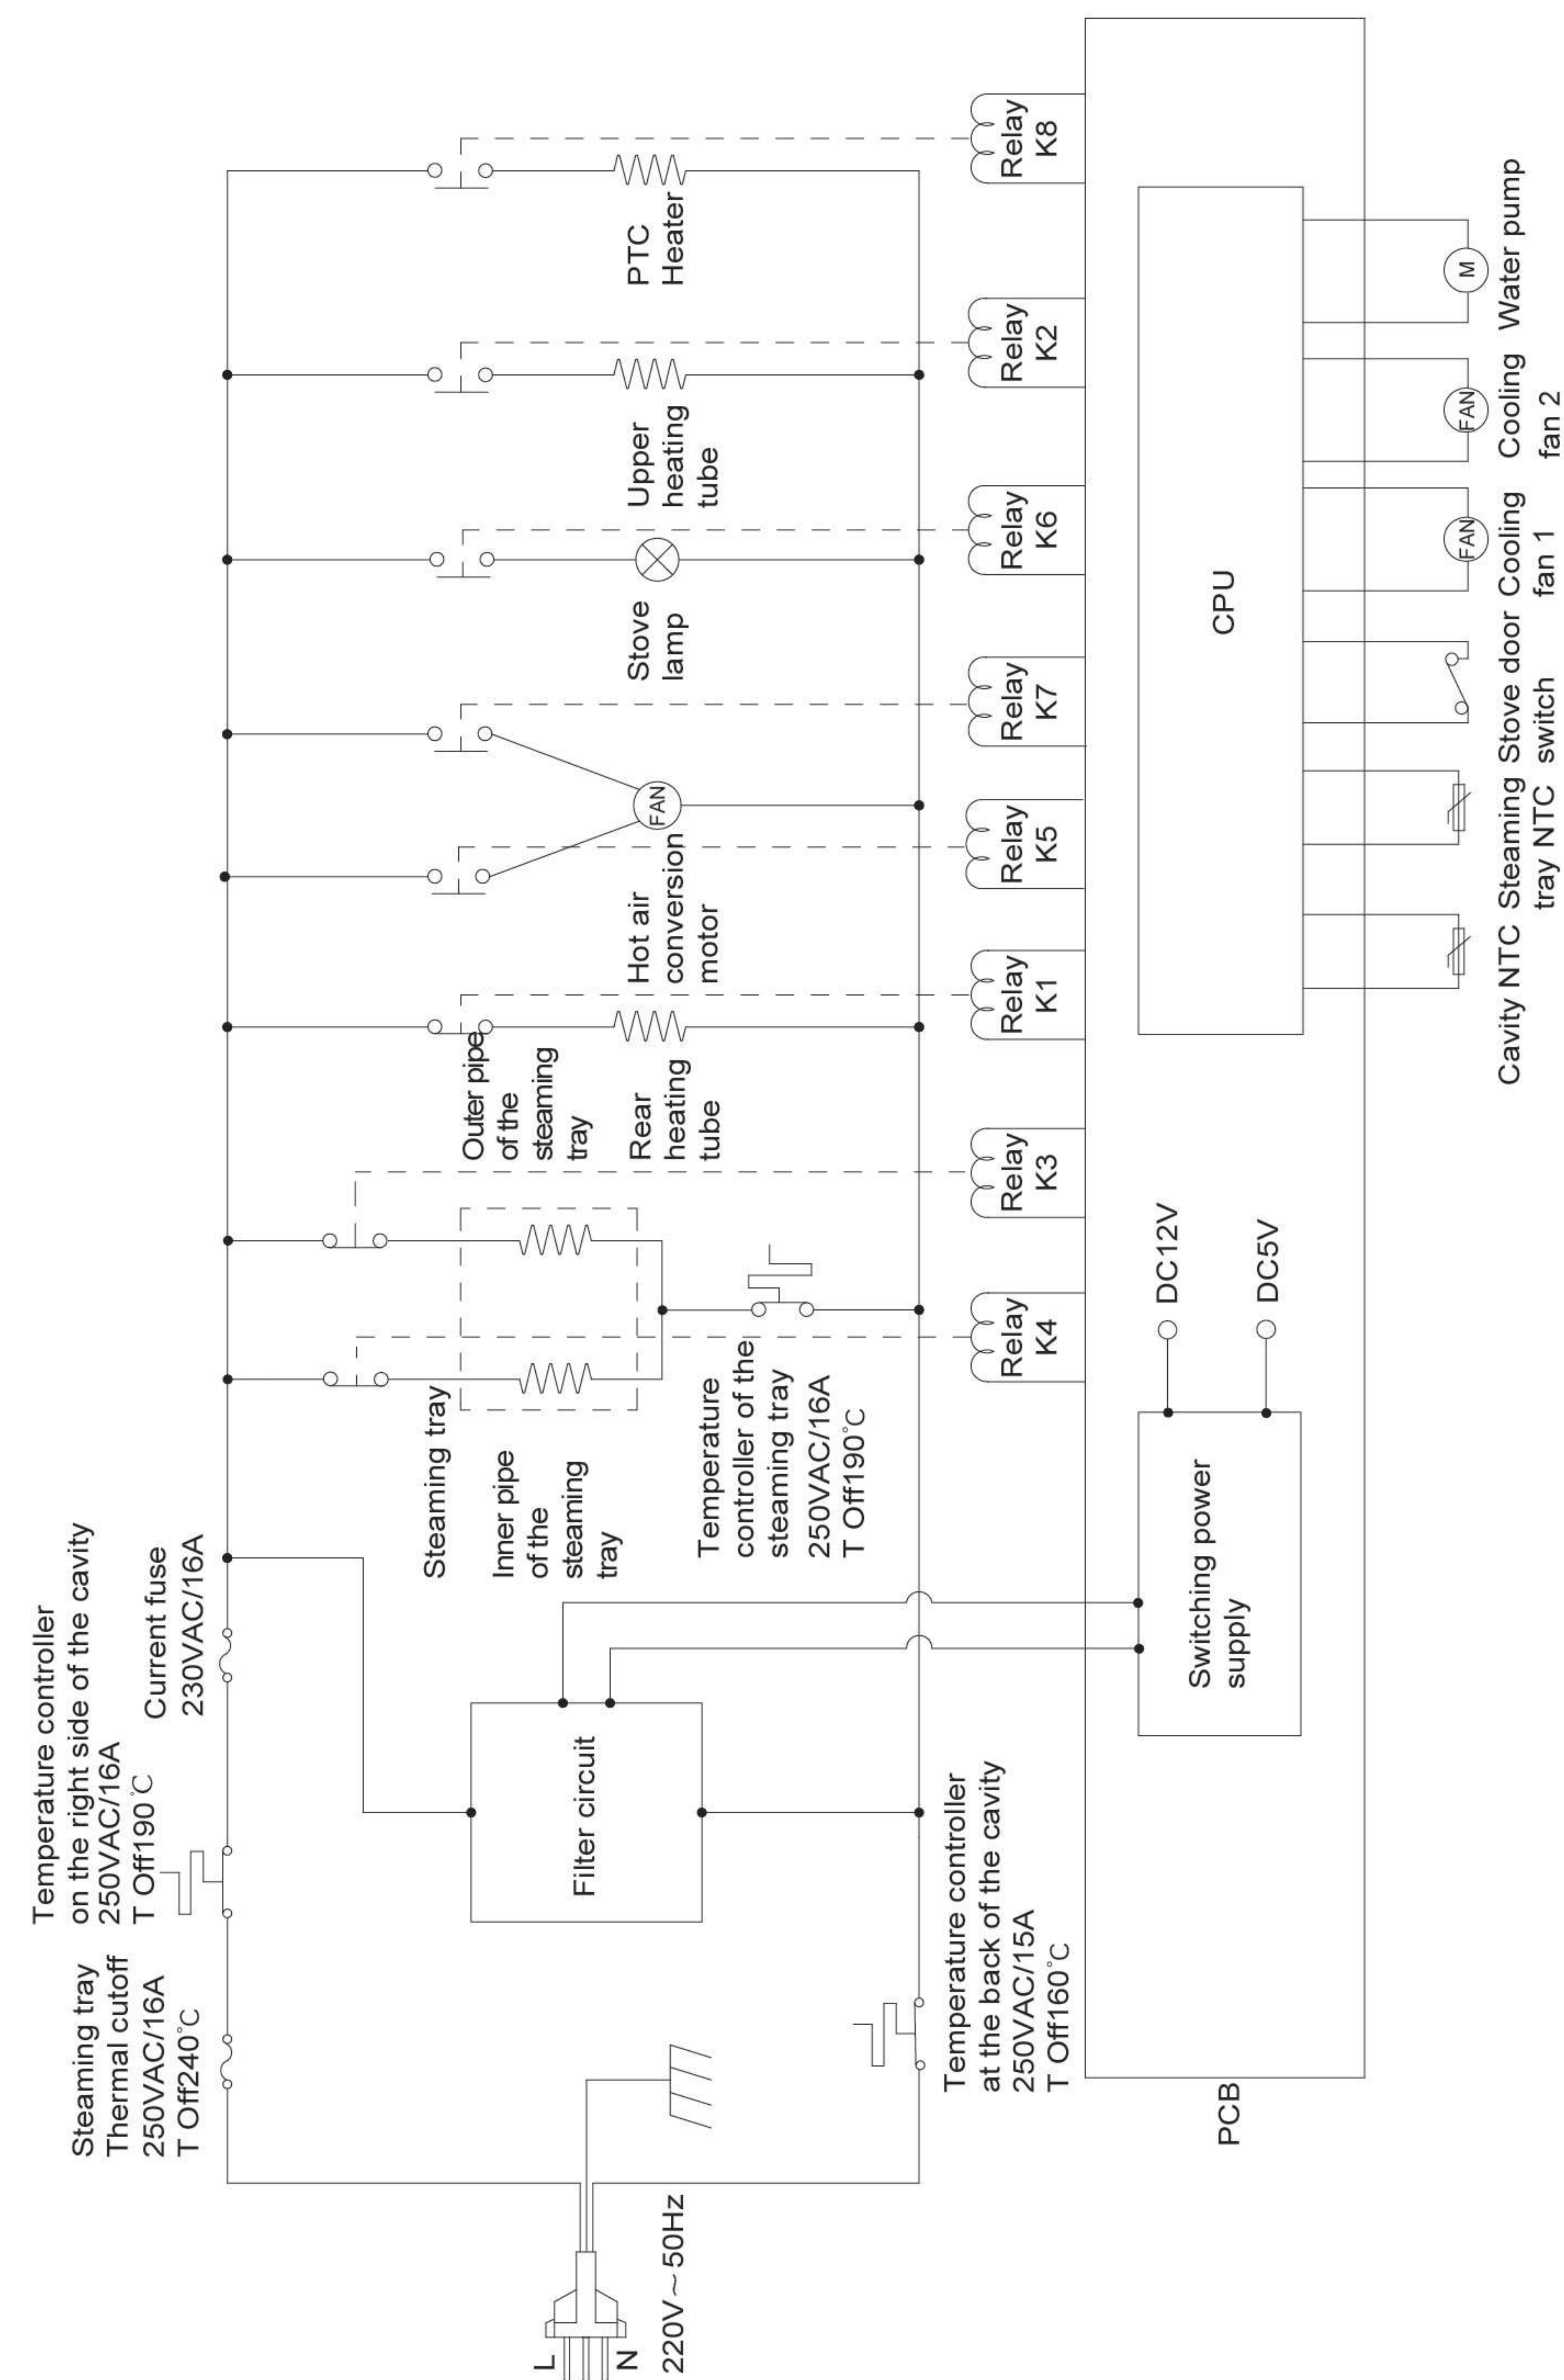 Steaming tray
Thermal cutoff
250VAC/16A
T Off240℃
Temperature controller
on the right side of the cavity
250VAC/16A
T Off190℃
Current fuse
230VAC/16A
L
N
220V～50Hz
Filter circuit
Steaming tray
Inner pipe
of the
steaming
tray
Outer pipe
of the
steaming
tray
Temperature
controller of the
steaming tray
250VAC/16A
T Off190℃
Rear
heating
tube
Hot air
conversion
motor
FAN
Stove
lamp
Upper
heating
tube
PTC
Heater
Temperature controller
at the back of the cavity
250VAC/15A
T Off160℃
Relay
K4
Relay
K3
Relay
K1
Relay
K5
Relay
K7
Relay
K6
Relay
K2
Relay
K8
PCB
Switching power
supply
DC12V
DC5V
CPU
FAN
FAN
M
Cavity NTC
Steaming
tray NTC
Stove door
switch
Cooling
fan 1
Cooling
fan 2
Water pump